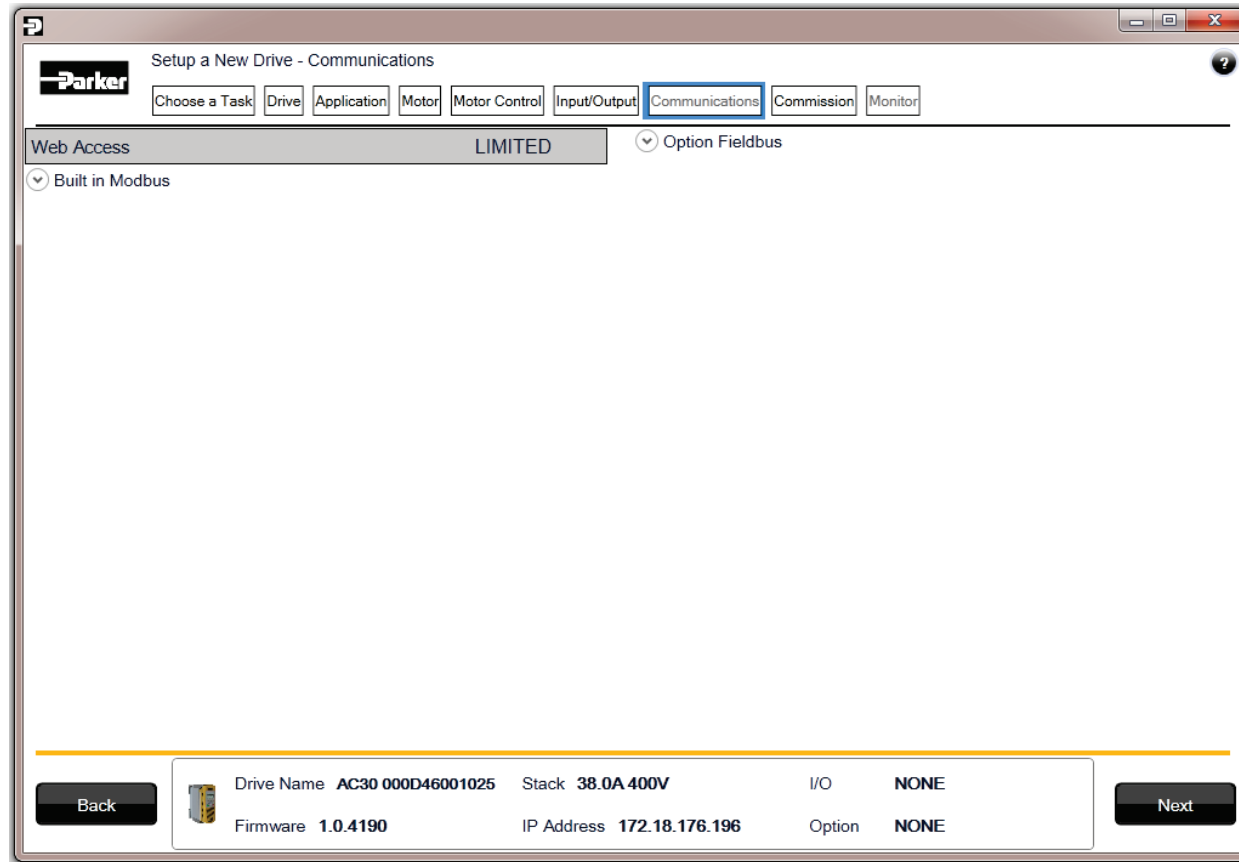 Parker
Setup a New Drive - Communications
?
Choose a Task Drive Application Motor Motor Control Input/Output Communications Commission Monitor
Web Access LIMITED
Option Fieldbus
Built in Modbus
Back
Drive Name AC30 000D46001025 Stack 38.0A 400V I/O NONE
Firmware 1.0.4190 IP Address 172.18.176.196 Option NONE
Next